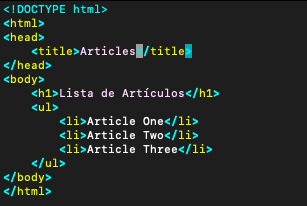 <!DOCTYPE html>
<html>
<head>
    <title>Articles</title>
</head>
<body>
    <h1>Lista de Artículos</h1>
    <ul>
        <li>Article One</li>
        <li>Article Two</li>
        <li>Article Three</li>
    </ul>
</body>
</html>